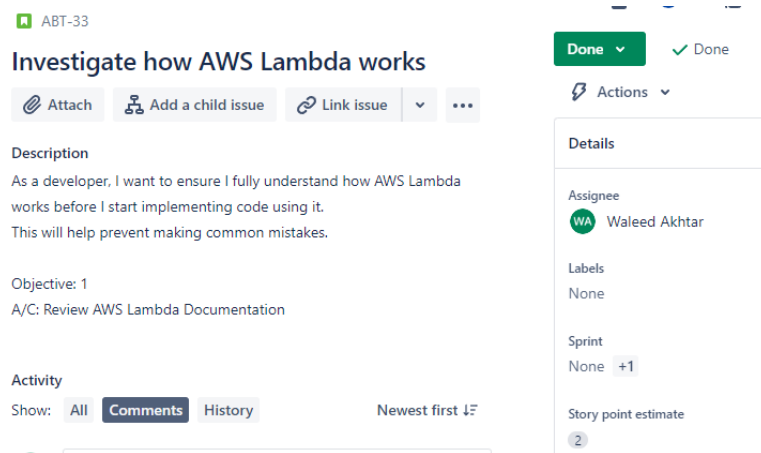 ABT-33
Investigate how AWS Lambda works
Attach
Add a child issue
Link issue
Description
As a developer, I want to ensure I fully understand how AWS Lambda
works before I start implementing code using it.
This will help prevent making common mistakes.
Objective: 1
A/C: Review AWS Lambda Documentation
Activity
Show: All Comments History Newest first
Done Done
Actions
Details
Assignee
WA Waleed Akhtar
Labels
None
Sprint
None +1
Story point estimate
2